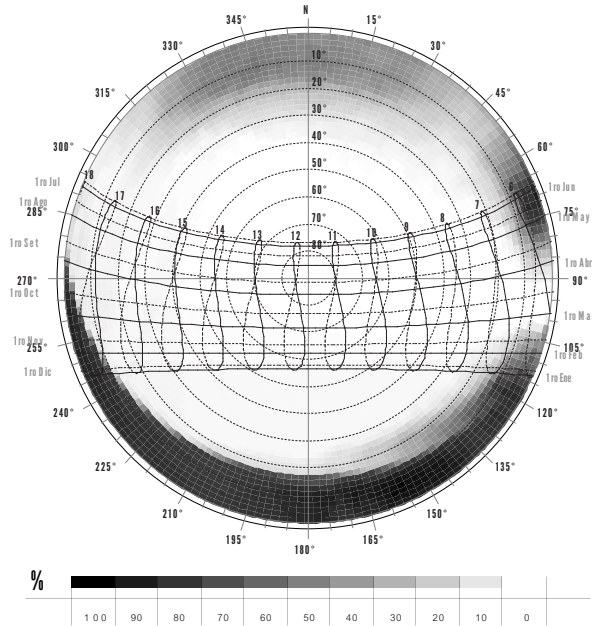 N
345° 15°
330° 30°
315° 45°
300° 60°
10°
20°
30°
40°
50°
60°
70°
80°
18 17 16 15 14 13 12 11 10 9 8 7 6
1ro Jul 1ro Jun
1ro Ago 75° 1ro May
285°
1ro Set 1ro Abr
270° 90°
1ro Oct 1ro Ma
1ro Nov 105°
255° 1ro Feb
1ro Dic 1ro Ene
240° 120°
225° 135°
210° 150°
195° 165°
180°
%
100 90 80 70 60 50 40 30 20 10 0